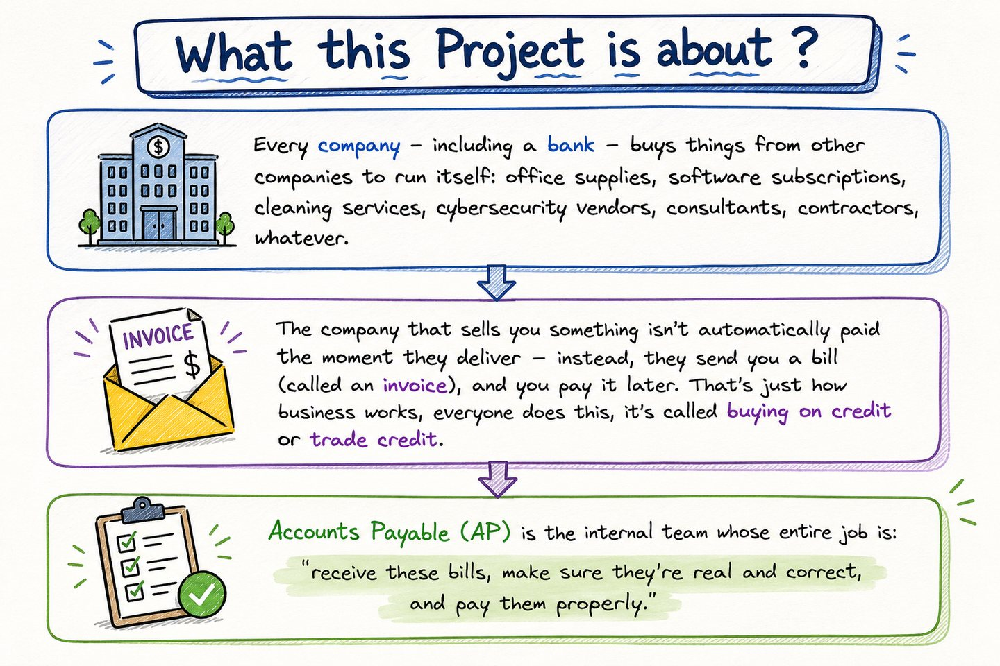 What this Project is about ?
$
Every company – including a bank – buys things from other
companies to run itself: office supplies, software subscriptions,
cleaning services, cybersecurity vendors, consultants, contractors,
whatever.
INVOICE
$
The company that sells you something isn't automatically paid
the moment they deliver – instead, they send you a bill
(called an invoice), and you pay it later. That's just how
business works, everyone does this, it's called buying on credit
or trade credit.
Accounts Payable (AP) is the internal team whose entire job is:
"receive these bills, make sure they're real and correct,
and pay them properly."